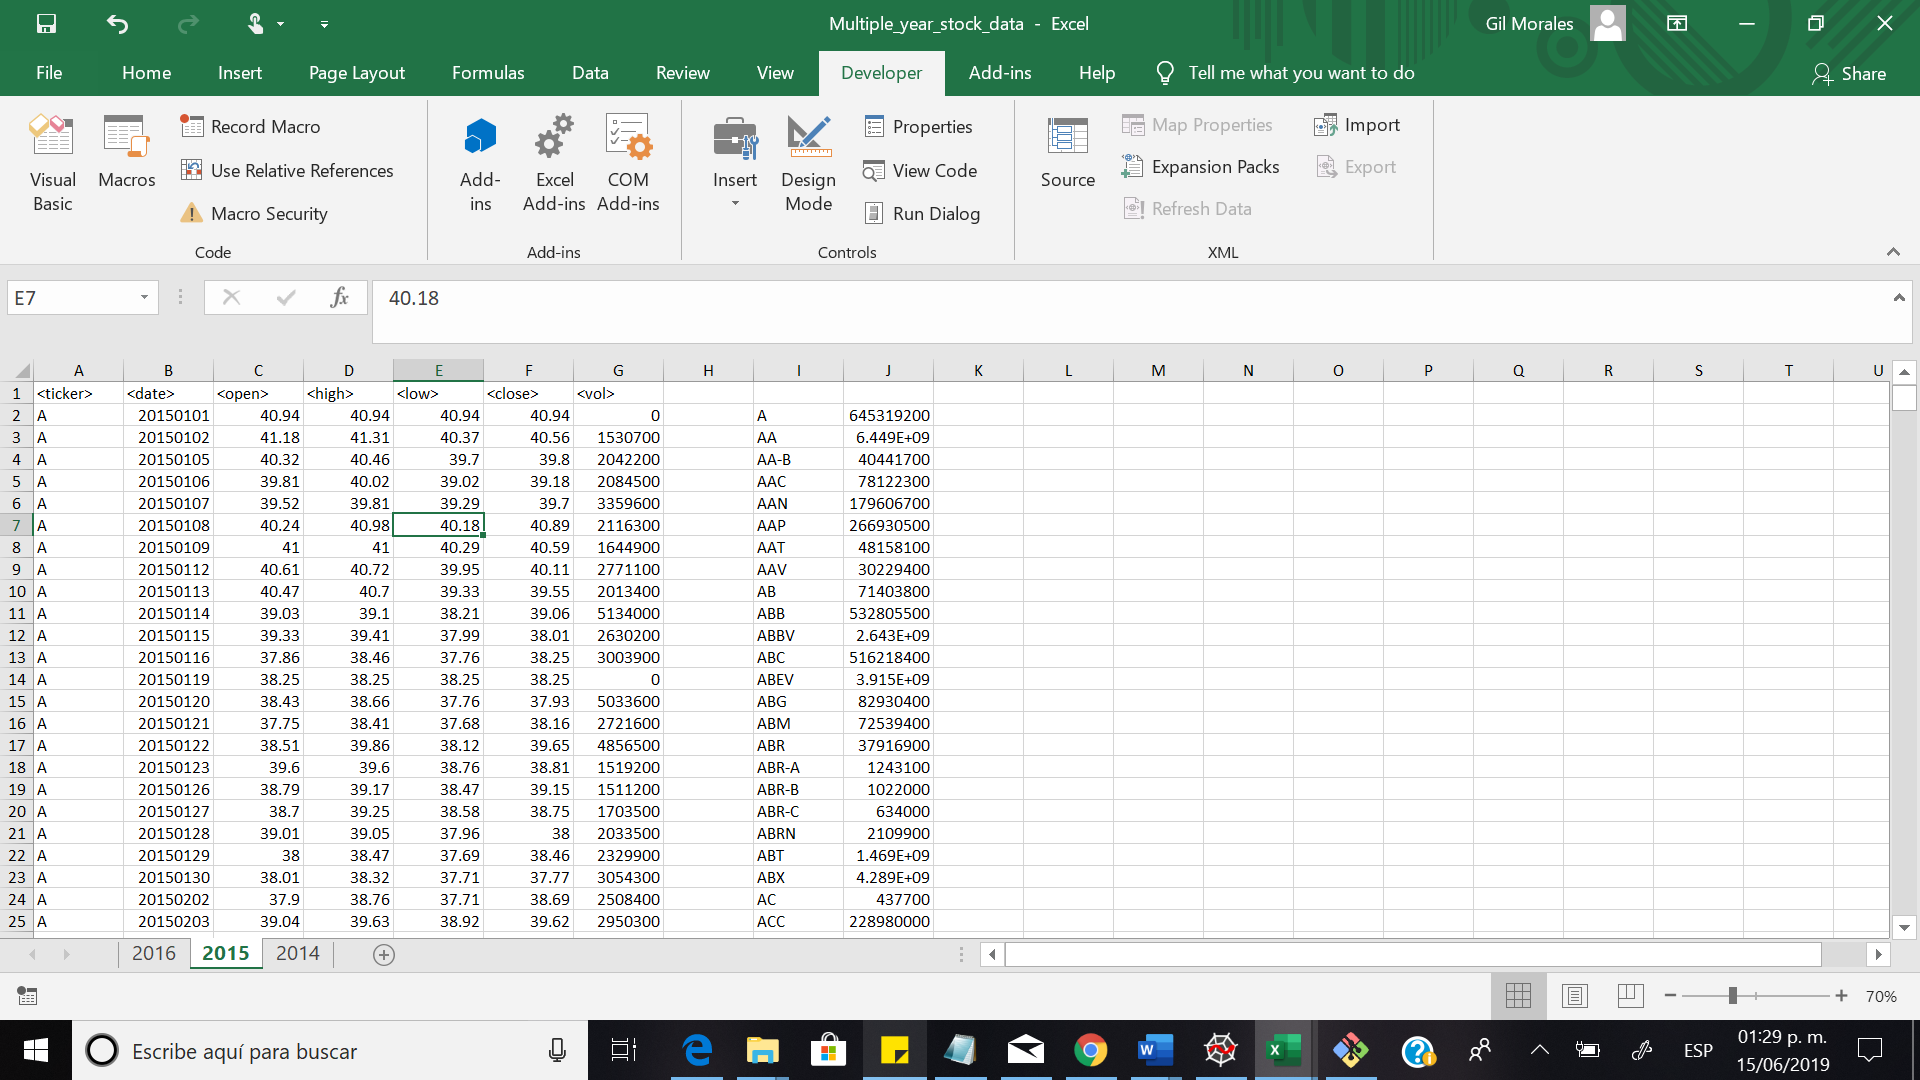 Multiple_year_stock_data - Excel
Gil Morales
File Home Insert Page Layout Formulas Data Review View Developer Add-ins Help Tell me what you want to do Share
Visual Basic
Macros
Record Macro
Use Relative References
Macro Security
Code
Add-ins
Excel Add-ins
COM Add-ins
Add-ins
Insert
Design Mode
Properties
View Code
Run Dialog
Controls
Source
Map Properties
Expansion Packs
Refresh Data
Import
Export
XML
E7 fx 40.18
A B C D E F G H I J K L M N O P Q R S T U
1 <ticker> <date> <open> <high> <low> <close> <vol>
2 A 20150101 40.94 40.94 40.94 40.94 0 A 645319200
3 A 20150102 41.18 41.31 40.37 40.56 1530700 AA 6.449E+09
4 A 20150105 40.32 40.46 39.7 39.8 2042200 AA-B 40441700
5 A 20150106 39.81 40.02 39.02 39.18 2084500 AAC 78122300
6 A 20150107 39.52 39.81 39.29 39.7 3359600 AAN 179606700
7 A 20150108 40.24 40.98 40.18 40.89 2116300 AAP 266930500
8 A 20150109 41 41 40.29 40.59 1644900 AAT 48158100
9 A 20150112 40.61 40.72 39.95 40.11 2771100 AAV 30229400
10 A 20150113 40.47 40.7 39.33 39.55 2013400 AB 71403800
11 A 20150114 39.03 39.1 38.21 39.06 5134000 ABB 532805500
12 A 20150115 39.33 39.41 37.99 38.01 2630200 ABBV 2.643E+09
13 A 20150116 37.86 38.46 37.76 38.25 3003900 ABC 516218400
14 A 20150119 38.25 38.25 38.25 38.25 0 ABEV 3.915E+09
15 A 20150120 38.43 38.66 37.76 37.93 5033600 ABG 82930400
16 A 20150121 37.75 38.41 37.68 38.16 2721600 ABM 72539400
17 A 20150122 38.51 39.86 38.12 39.65 4856500 ABR 37916900
18 A 20150123 39.6 39.6 38.76 38.81 1519200 ABR-A 1243100
19 A 20150126 38.79 39.17 38.47 39.15 1511200 ABR-B 1022000
20 A 20150127 38.7 39.25 38.58 38.75 1703500 ABR-C 634000
21 A 20150128 39.01 39.05 37.96 38 2033500 ABRN 2109900
22 A 20150129 38 38.47 37.69 38.46 2329900 ABT 1.469E+09
23 A 20150130 38.01 38.32 37.71 37.77 3054300 ABX 4.289E+09
24 A 20150202 37.9 38.76 37.71 38.69 2508400 AC 437700
25 A 20150203 39.04 39.63 38.92 39.62 2950300 ACC 228980000
2016 2015 2014
70%
Escribe aquí para buscar
ESP
01:29 p. m.
15/06/2019